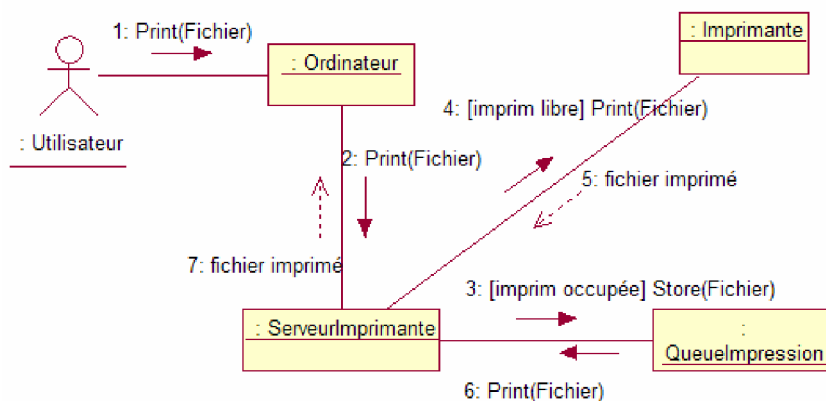 1: Print(Fichier)
: Imprimante
: Ordinateur
4: [imprim libre] Print(Fichier)
: Utilisateur
2: Print(Fichier)
5: fichier imprimé
7: fichier imprimé
3: [imprim occupée] Store(Fichier)
: ServeurImprimante
:
QueueImpression
6: Print(Fichier)